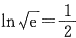 ln√e = 1/2